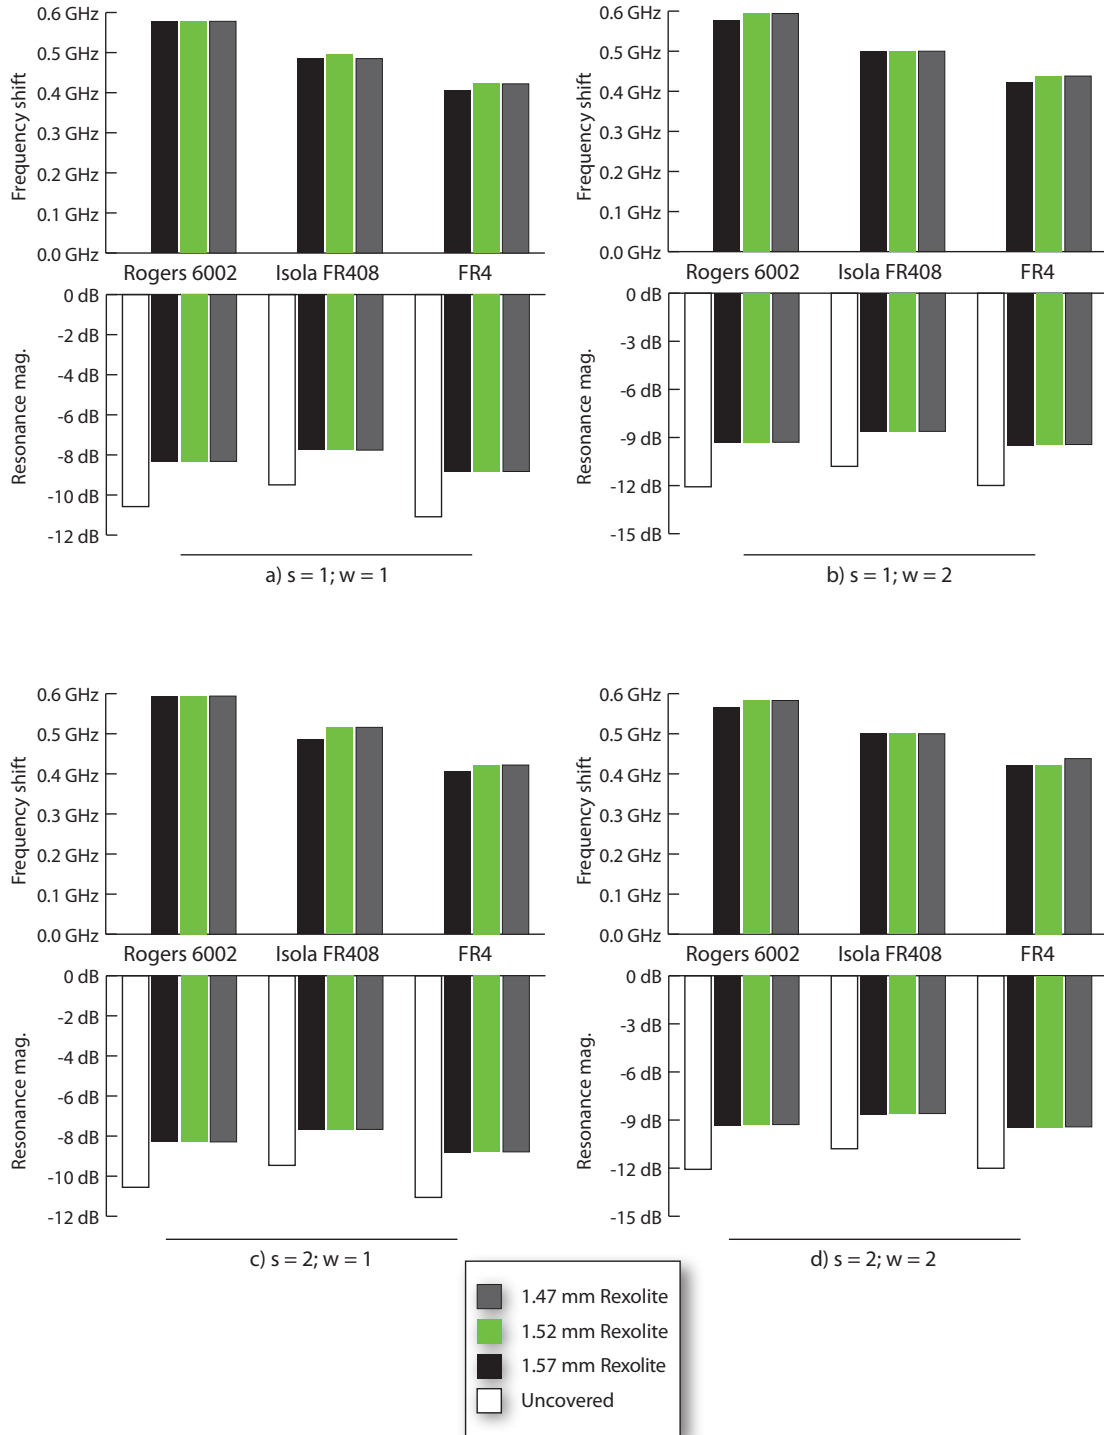 0.6 GHz
0.5 GHz
0.4 GHz
0.3 GHz
0.2 GHz
0.1 GHz
0.0 GHz
Frequency shift
Rogers 6002 Isola FR408 FR4
0 dB
-2 dB
-4 dB
-6 dB
-8 dB
-10 dB
-12 dB
Resonance mag.
a) s = 1; w = 1
0.6 GHz
0.5 GHz
0.4 GHz
0.3 GHz
0.2 GHz
0.1 GHz
0.0 GHz
Frequency shift
Rogers 6002 Isola FR408 FR4
0 dB
-3 dB
-6 dB
-9 dB
-12 dB
-15 dB
Resonance mag.
b) s = 1; w = 2
0.6 GHz
0.5 GHz
0.4 GHz
0.3 GHz
0.2 GHz
0.1 GHz
0.0 GHz
Frequency shift
Rogers 6002 Isola FR408 FR4
0 dB
-2 dB
-4 dB
-6 dB
-8 dB
-10 dB
-12 dB
Resonance mag.
c) s = 2; w = 1
0.6 GHz
0.5 GHz
0.4 GHz
0.3 GHz
0.2 GHz
0.1 GHz
0.0 GHz
Frequency shift
Rogers 6002 Isola FR408 FR4
0 dB
-3 dB
-6 dB
-9 dB
-12 dB
-15 dB
Resonance mag.
d) s = 2; w = 2
1.47 mm Rexolite
1.52 mm Rexolite
1.57 mm Rexolite
Uncovered